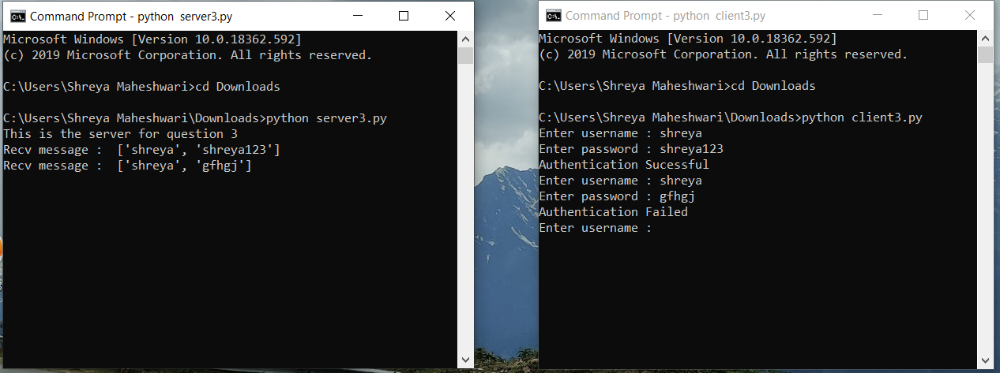 Command Prompt - python  server3.py
Microsoft Windows [Version 10.0.18362.592]
(c) 2019 Microsoft Corporation. All rights reserved.
C:\Users\Shreya Maheshwari>cd Downloads
C:\Users\Shreya Maheshwari\Downloads>python server3.py
This is the server for question 3
Recv message :  ['shreya', 'shreya123']
Recv message :  ['shreya', 'gfhgj']
Command Prompt - python  client3.py
Microsoft Windows [Version 10.0.18362.592]
(c) 2019 Microsoft Corporation. All rights reserved.
C:\Users\Shreya Maheshwari>cd Downloads
C:\Users\Shreya Maheshwari\Downloads>python client3.py
Enter username : shreya
Enter password : shreya123
Authentication Sucessful
Enter username : shreya
Enter password : gfhgj
Authentication Failed
Enter username :